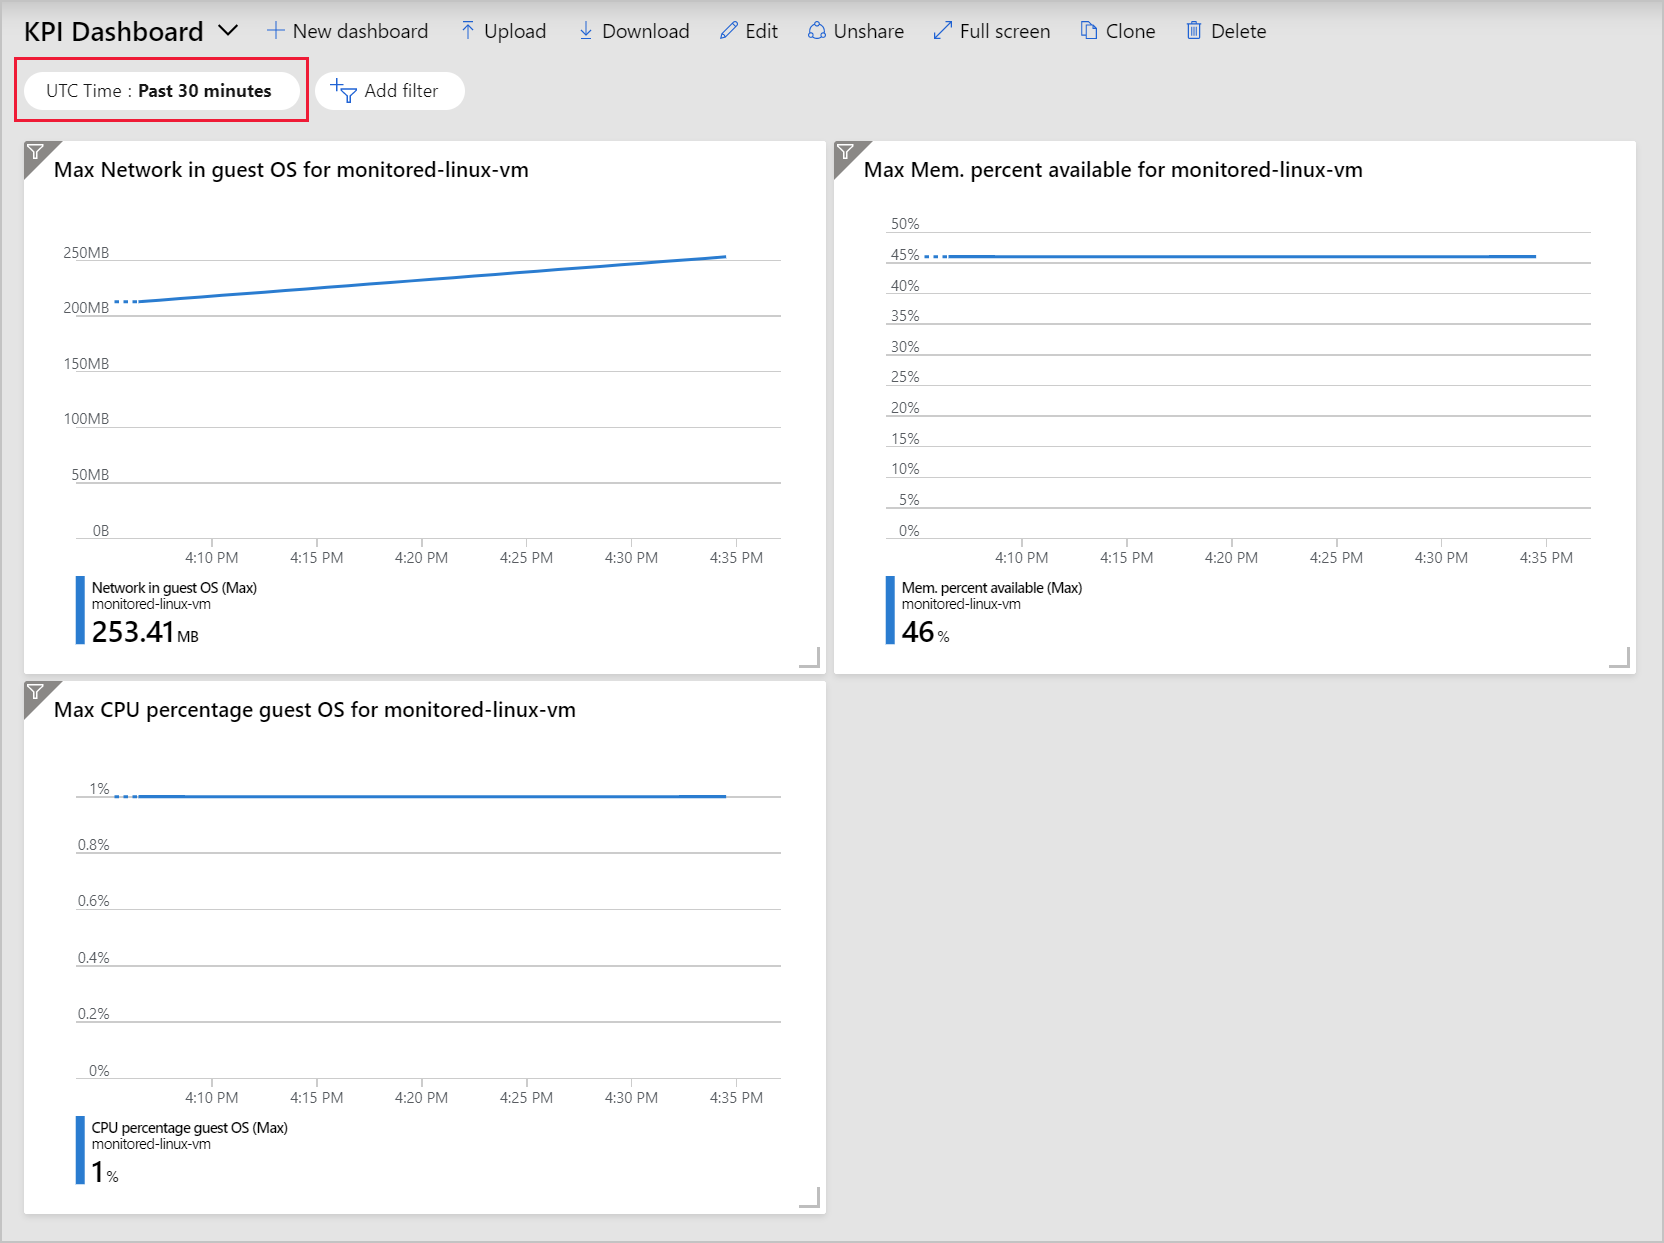 KPI Dashboard New dashboard Upload Download Edit Unshare Full screen Clone Delete
UTC Time : Past 30 minutes Add filter
Max Network in guest OS for monitored-linux-vm
250MB
200MB
150MB
100MB
50MB
0B
4:10 PM 4:15 PM 4:20 PM 4:25 PM 4:30 PM 4:35 PM
Network in guest OS (Max)
monitored-linux-vm
253.41 MB
Max Mem. percent available for monitored-linux-vm
50%
45%
40%
35%
30%
25%
20%
15%
10%
5%
0%
4:10 PM 4:15 PM 4:20 PM 4:25 PM 4:30 PM 4:35 PM
Mem. percent available (Max)
monitored-linux-vm
46 %
Max CPU percentage guest OS for monitored-linux-vm
1%
0.8%
0.6%
0.4%
0.2%
0%
4:10 PM 4:15 PM 4:20 PM 4:25 PM 4:30 PM 4:35 PM
CPU percentage guest OS (Max)
monitored-linux-vm
1 %